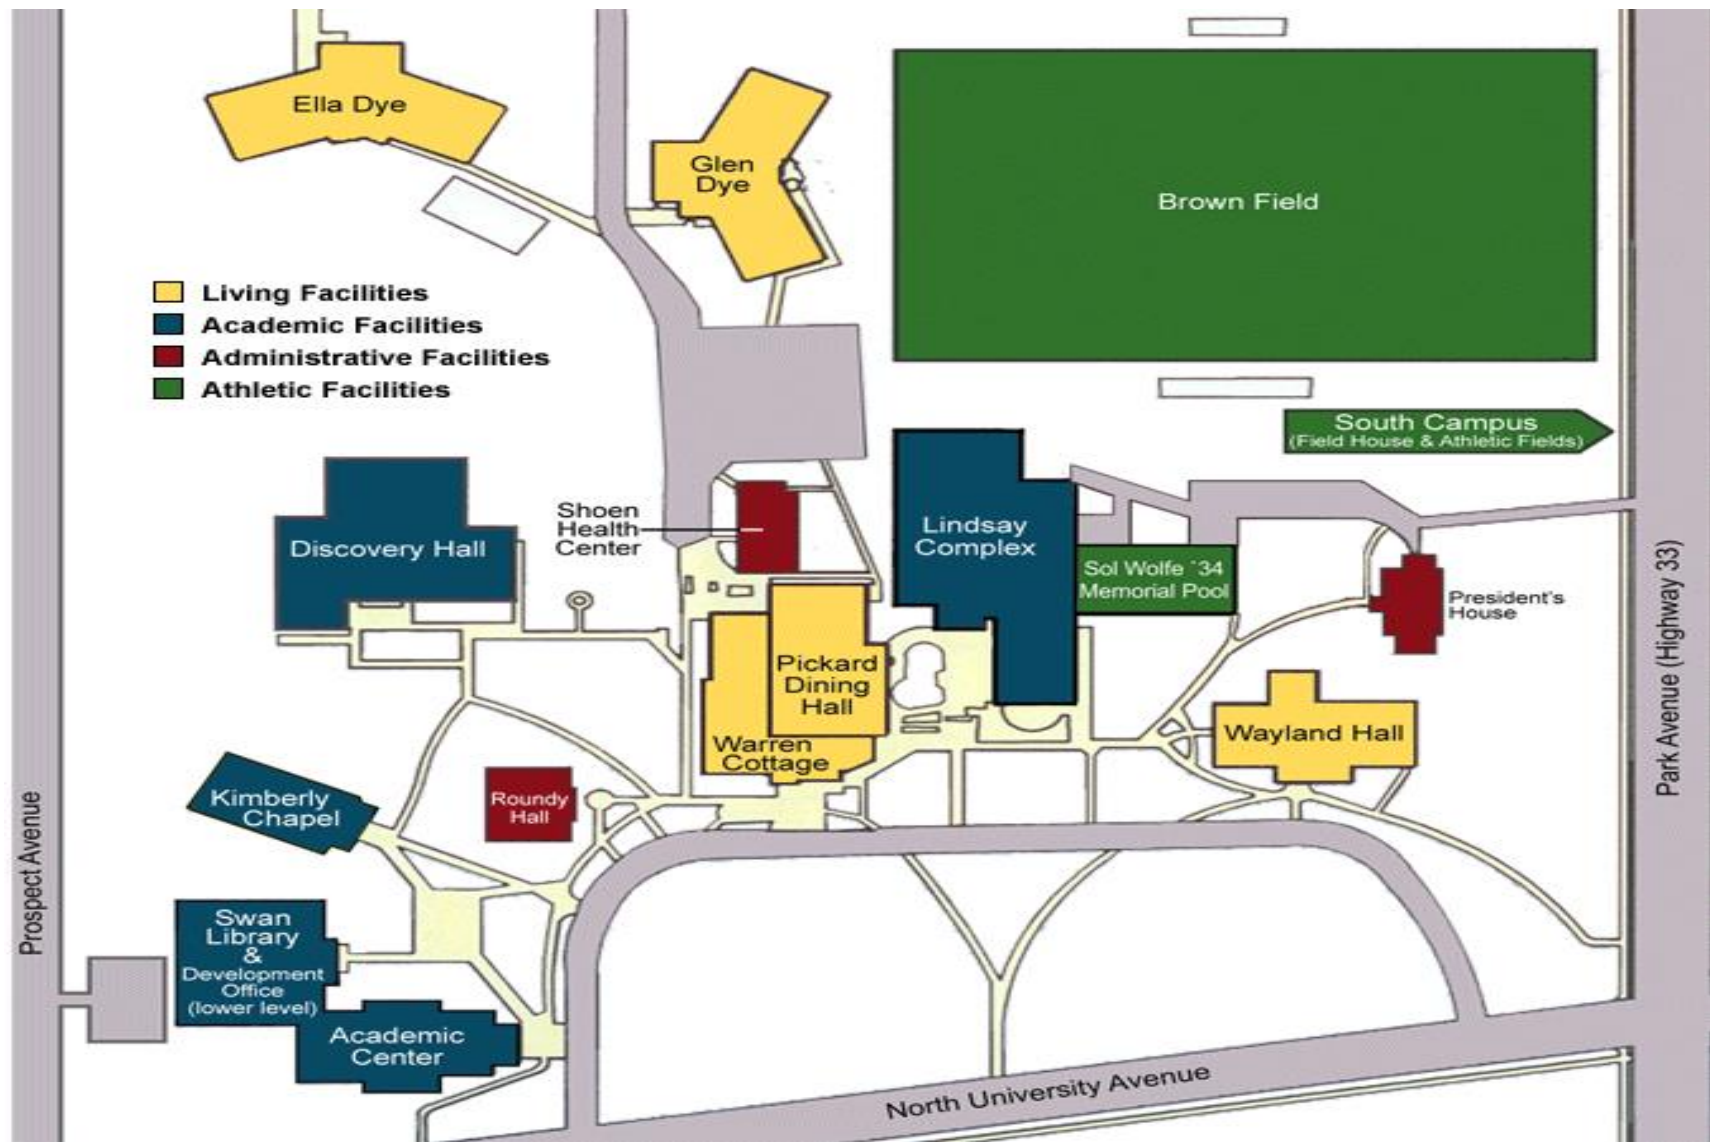 Ella Dye
Glen
Dye
Brown Field
Living Facilities
Academic Facilities
Administrative Facilities
Athletic Facilities
South Campus
(Field House & Athletic Fields)
Shoen
Health
Center
Discovery Hall
Lindsay
Complex
Sol Wolfe ´34
Memorial Pool
President's
House
Park Avenue (Highway 33)
Pickard
Dining
Hall
Warren
Cottage
Wayland Hall
Kimberly
Chapel
Roundy
Hall
Prospect Avenue
Swan
Library
&
Development
Office
(lower level)
Academic
Center
North University Avenue